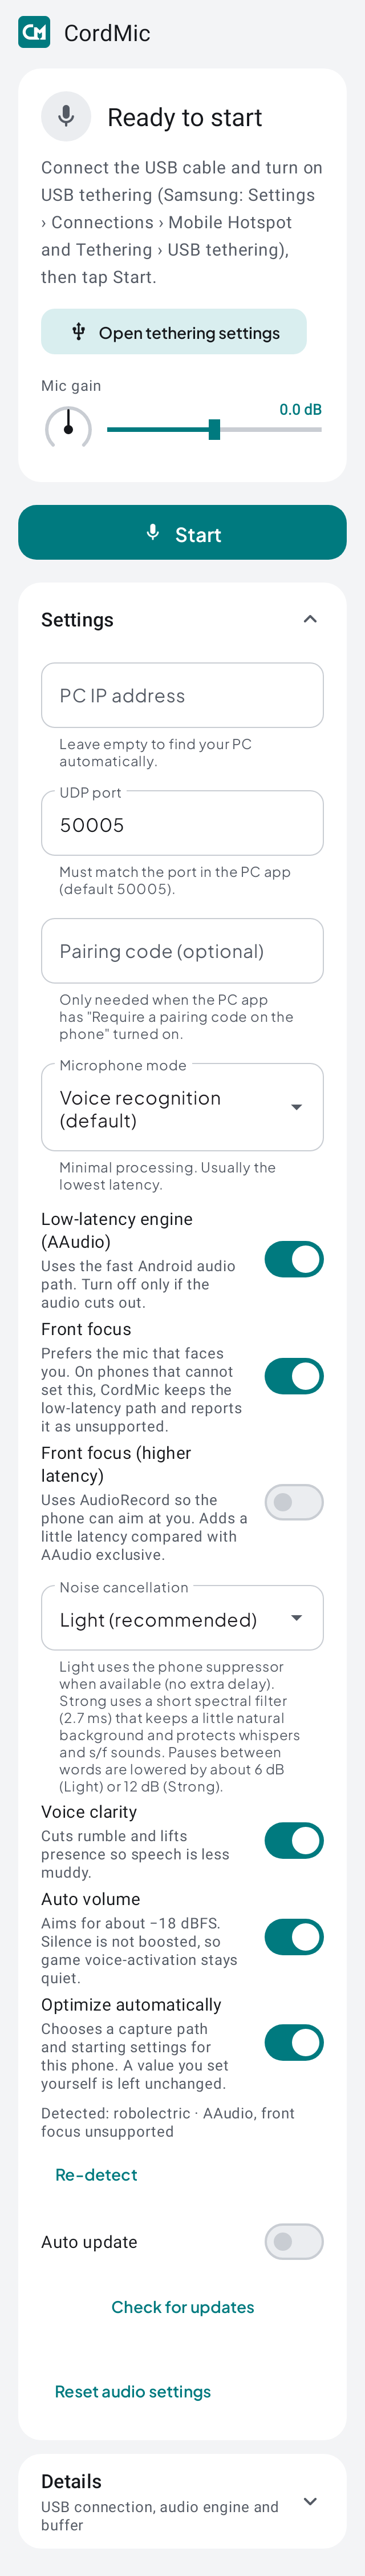 CM CordMic
Ready to start
Connect the USB cable and turn on
USB tethering (Samsung: Settings
› Connections › Mobile Hotspot
and Tethering › USB tethering),
then tap Start.
Open tethering settings
Mic gain
0.0 dB
Start
Settings
PC IP address
Leave empty to find your PC
automatically.
UDP port
50005
Must match the port in the PC app
(default 50005).
Pairing code (optional)
Only needed when the PC app
has "Require a pairing code on the
phone" turned on.
Microphone mode
Voice recognition
(default)
Minimal processing. Usually the
lowest latency.
Low-latency engine
(AAudio)
Uses the fast Android audio
path. Turn off only if the
audio cuts out.
Front focus
Prefers the mic that faces
you. On phones that cannot
set this, CordMic keeps the
low-latency path and reports
it as unsupported.
Front focus (higher
latency)
Uses AudioRecord so the
phone can aim at you. Adds a
little latency compared with
AAudio exclusive.
Noise cancellation
Light (recommended)
Light uses the phone suppressor
when available (no extra delay).
Strong uses a short spectral filter
(2.7 ms) that keeps a little natural
background and protects whispers
and s/f sounds. Pauses between
words are lowered by about 6 dB
(Light) or 12 dB (Strong).
Voice clarity
Cuts rumble and lifts
presence so speech is less
muddy.
Auto volume
Aims for about −18 dBFS.
Silence is not boosted, so
game voice-activation stays
quiet.
Optimize automatically
Chooses a capture path
and starting settings for
this phone. A value you set
yourself is left unchanged.
Detected: robolectric · AAudio, front
focus unsupported
Re-detect
Auto update
Check for updates
Reset audio settings
Details
USB connection, audio engine and
buffer